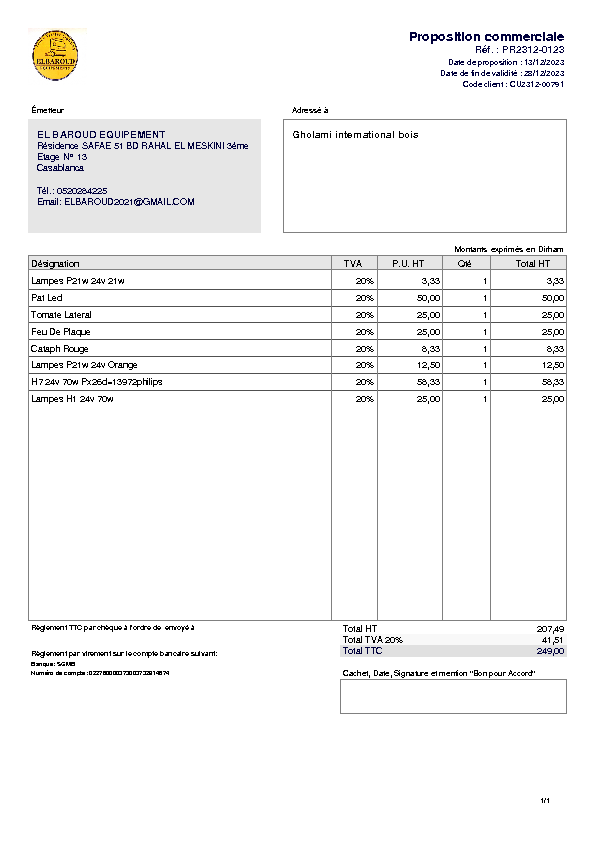 ELBAROUD
EQUIPEMENTS
Proposition commerciale
Réf. : PR2312-0123
Date de proposition : 13/12/2023
Date de fin de validité : 28/12/2023
Code client : CU2312-00791
Émetteur
Adressé à
EL BAROUD EQUIPEMENT
Résidence SAFAE 51 BD RAHAL EL MESKINI 3éme
Etage N° 13
Casablanca
Tél.: 0520284225
Email: ELBAROUD2021@GMAIL.COM
Gholami international bois
Montants exprimés en Dirham
Désignation TVA P.U. HT Qté Total HT
Lampes P21w 24v 21w 20% 3,33 1 3,33
Pat Led 20% 50,00 1 50,00
Tomate Lateral 20% 25,00 1 25,00
Feu De Plaque 20% 25,00 1 25,00
Cataph Rouge 20% 8,33 1 8,33
Lampes P21w 24v Orange 20% 12,50 1 12,50
H7 24v 70w Px26d=13972philips 20% 58,33 1 58,33
Lampes H1 24v 70w 20% 25,00 1 25,00
Règlement TTC par chèque à l'ordre de envoyé à
Règlement par virement sur le compte bancaire suivant:
Banque: SGMB
Numéro de compte:
Total HT 207,49
Total TVA 20% 41,51
Total TTC 249,00
Cachet, Date, Signature et mention "Bon pour Accord"
1/1